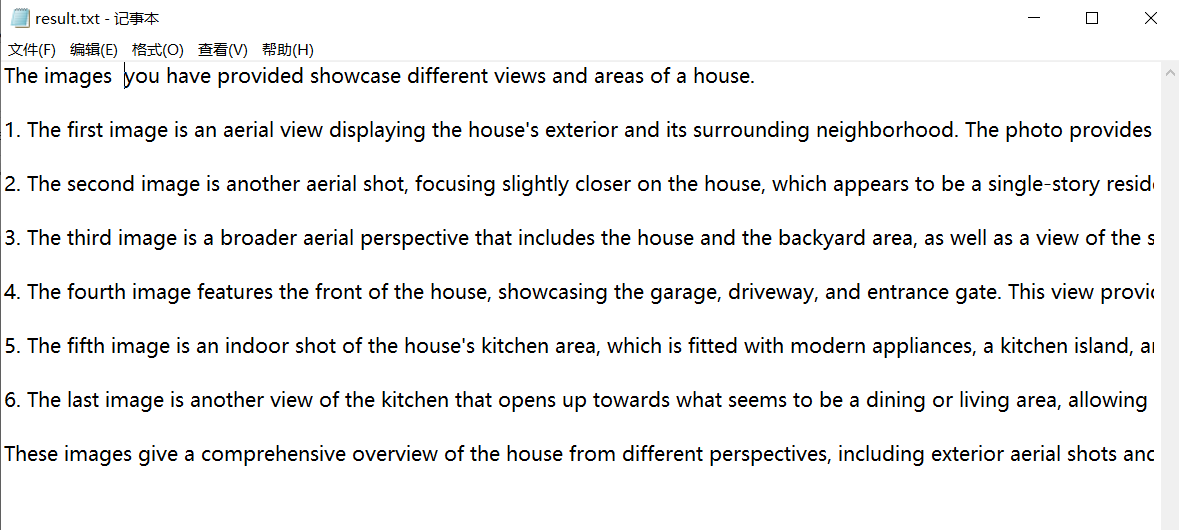 result.txt - 记事本
文件(F) 编辑(E) 格式(O) 查看(V) 帮助(H)
The images  you have provided showcase different views and areas of a house.
1. The first image is an aerial view displaying the house's exterior and its surrounding neighborhood. The photo provides
2. The second image is another aerial shot, focusing slightly closer on the house, which appears to be a single-story
3. The third image is a broader aerial perspective that includes the house and the backyard area, as well as a view of the
4. The fourth image features the front of the house, showcasing the garage, driveway, and entrance gate. This view
5. The fifth image is an indoor shot of the house's kitchen area, which is fitted with modern appliances, a kitchen island,
6. The last image is another view of the kitchen that opens up towards what seems to be a dining or living area, allowing
These images give a comprehensive overview of the house from different perspectives, including exterior aerial shots